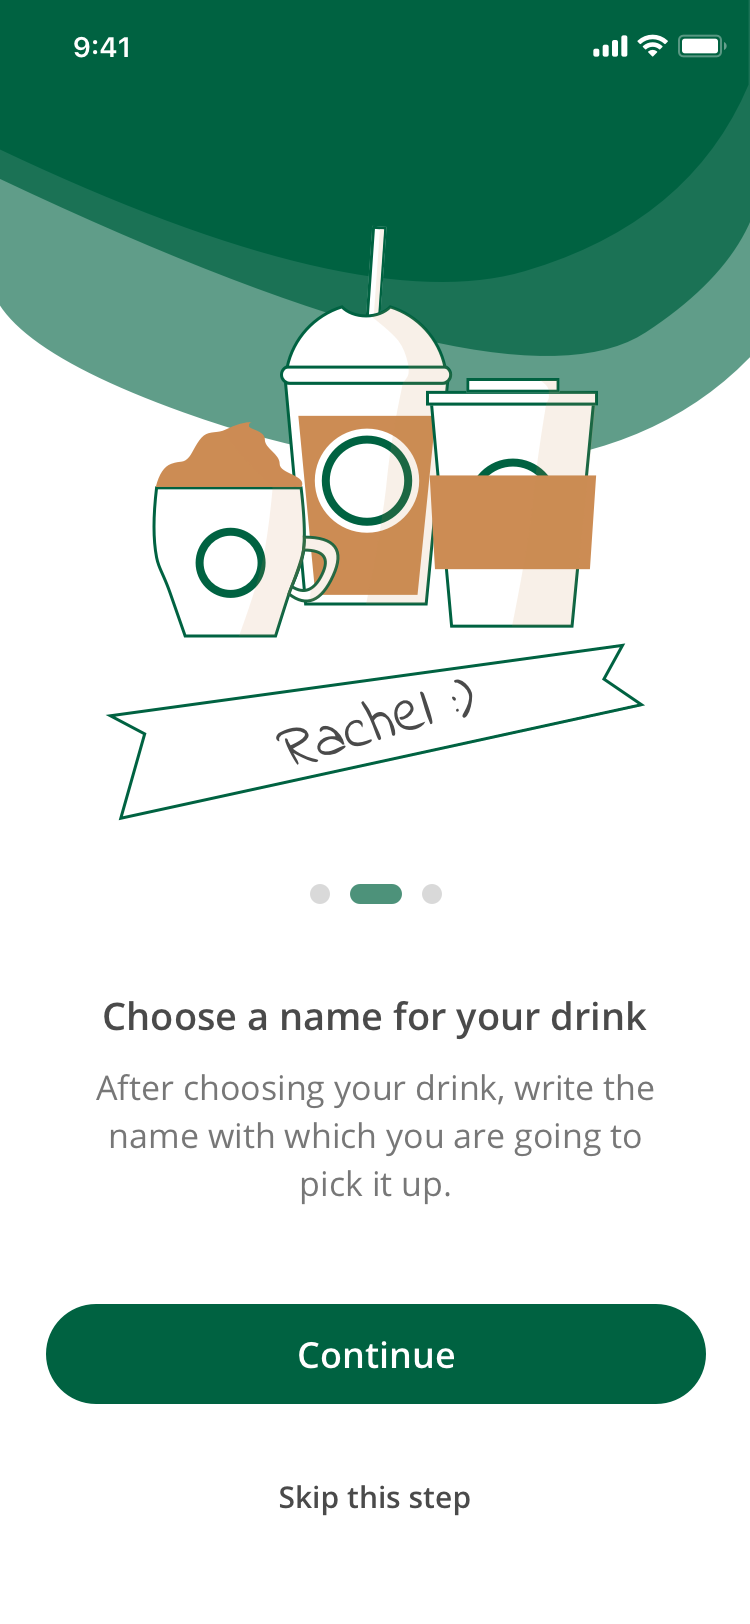 9:41
Rachel :)
Choose a name for your drink
After choosing your drink, write the
name with which you are going to
pick it up.
Continue
Skip this step